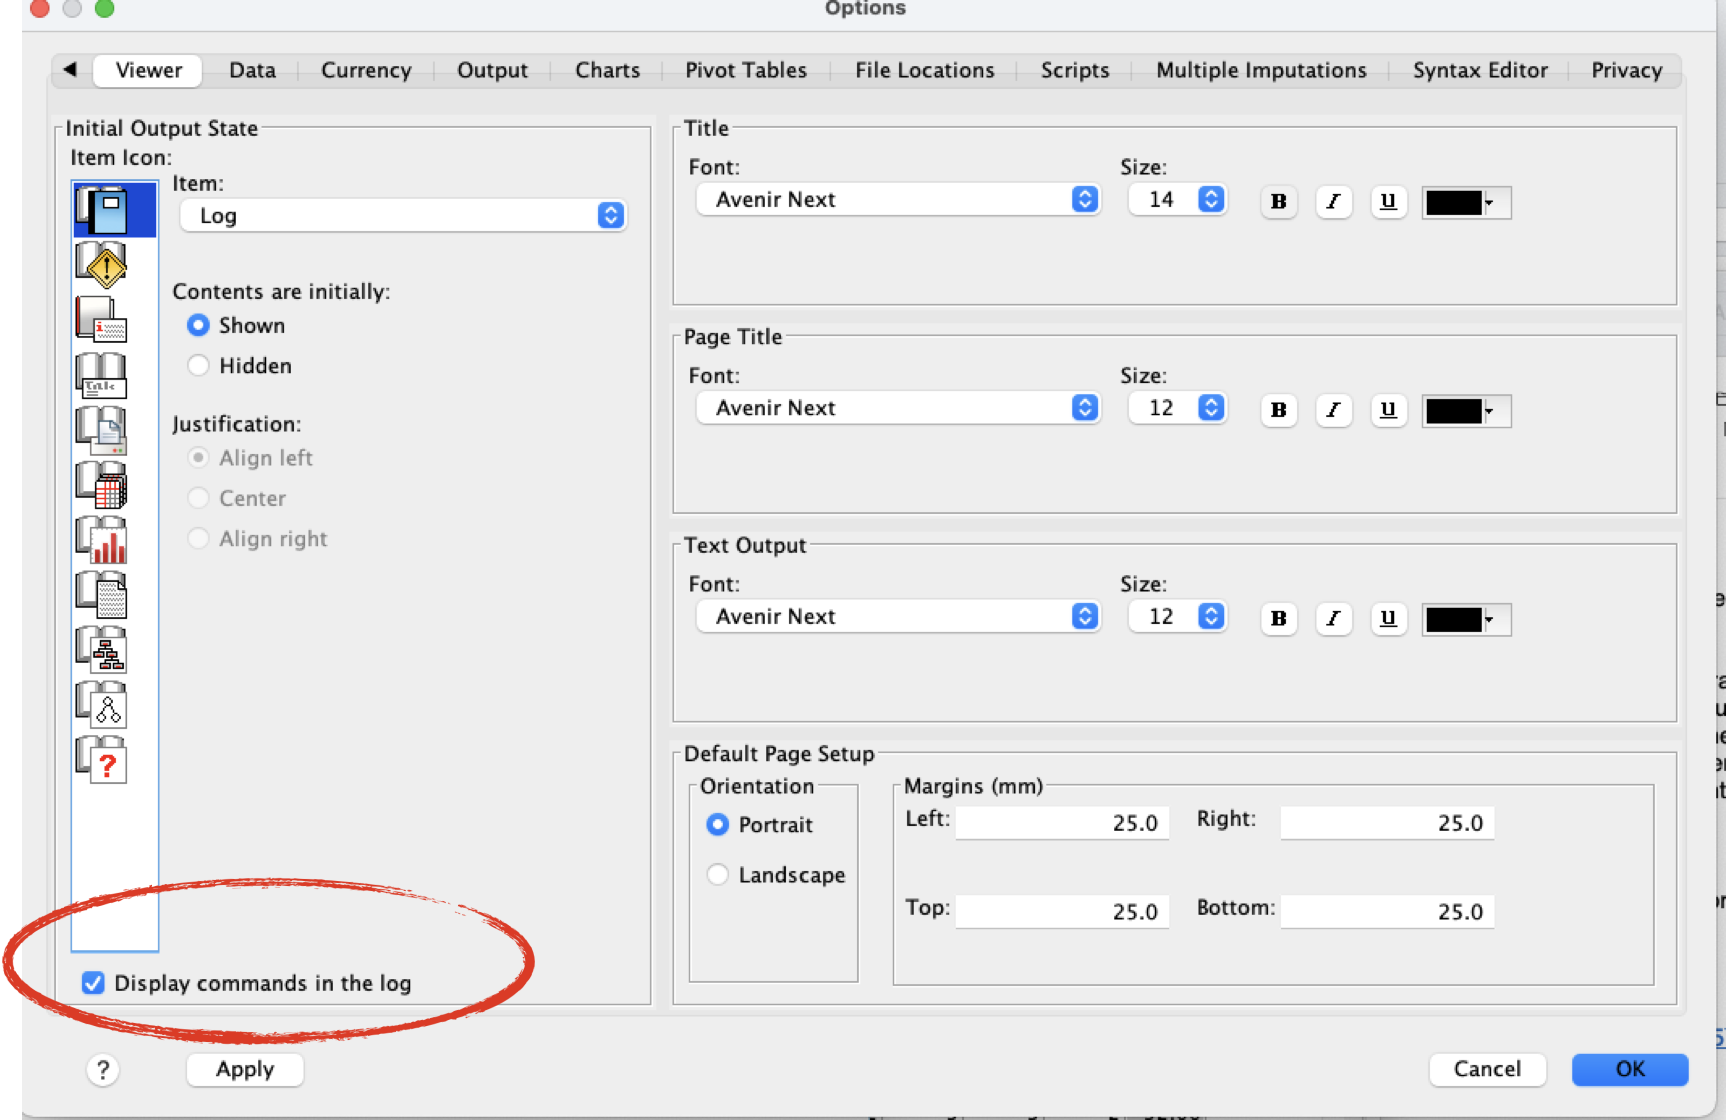 Options
Viewer Data Currency Output Charts Pivot Tables File Locations Scripts Multiple Imputations Syntax Editor Privacy
Initial Output State
Item Icon:
Item:
Log
Contents are initially:
Shown
Hidden
Justification:
Align left
Center
Align right
Display commands in the log
Title
Font: Size:
Avenir Next 14 B I U
Page Title
Font: Size:
Avenir Next 12 B I U
Text Output
Font: Size:
Avenir Next 12 B I U
Default Page Setup
Orientation
Portrait
Landscape
Margins (mm)
Left: 25.0 Right: 25.0
Top: 25.0 Bottom: 25.0
? Apply Cancel OK